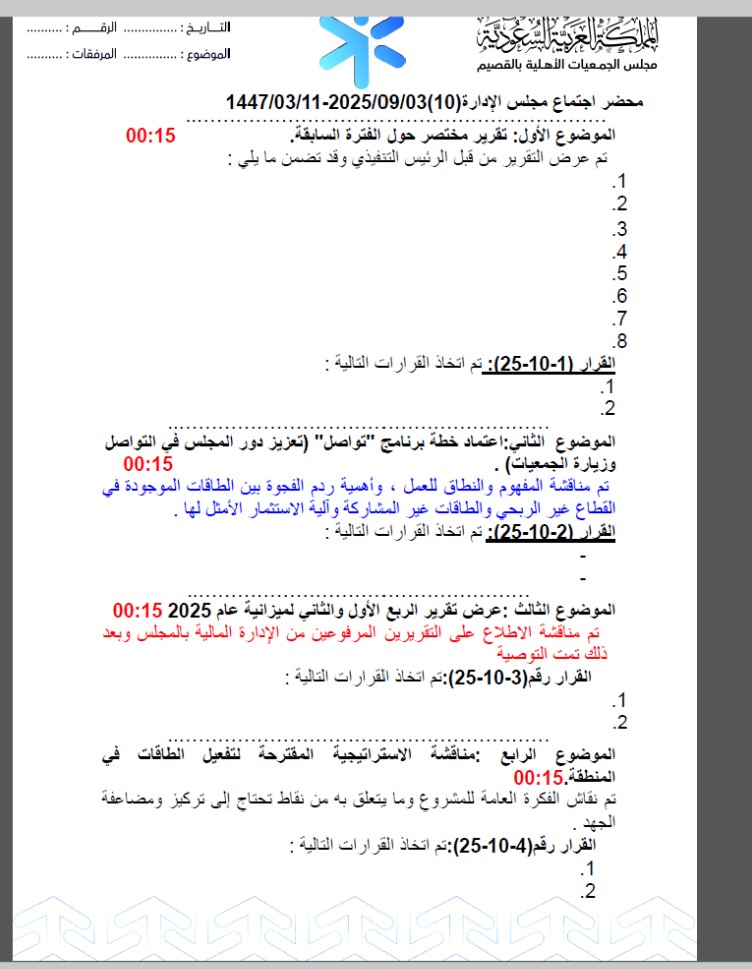 المملكة العربية السعودية
مجلس الجمعيات الأهلية بالقصيم
التـاريـخ : ............... الرقـــم : ..........
الموضوع : ............... المرفقات : ..........
محضر اجتماع مجلس الإدارة(10)2025/09/03-1447/03/11
الموضوع الأول: تقرير مختصر حول الفترة السابقة. 00:15
تم عرض التقرير من قبل الرئيس التنفيذي وقد تضمن ما يلي :
1.
2.
3.
4.
5.
6.
7.
8.
القرار (1-10-25): تم اتخاذ القرارات التالية :
1.
2.
الموضوع الثاني:اعتماد خطة برنامج "تواصل" (تعزيز دور المجلس في التواصل
وزيارة الجمعيات) . 00:15
تم مناقشة المفهوم والنطاق للعمل ، وأهمية ردم الفجوة بين الطاقات الموجودة في
القطاع غير الربحي والطاقات غير المشاركة وآلية الاستثمار الأمثل لها .
القرار (2-10-25): تم اتخاذ القرارات التالية :
-
-
الموضوع الثالث :عرض تقرير الربع الأول والثاني لميزانية عام 2025 00:15
تم مناقشة الاطلاع على التقريرين المرفوعين من الإدارة المالية بالمجلس وبعد
ذلك تمت التوصية
القرار رقم(3-10-25):تم اتخاذ القرارات التالية :
1.
2.
الموضوع الرابع :مناقشة الاستراتيجية المقترحة لتفعيل الطاقات في
المنطقة.00:15
تم نقاش الفكرة العامة للمشروع وما يتعلق به من نقاط تحتاج إلى تركيز ومضاعفة
الجهد .
القرار رقم(4-10-25):تم اتخاذ القرارات التالية :
1.
2.